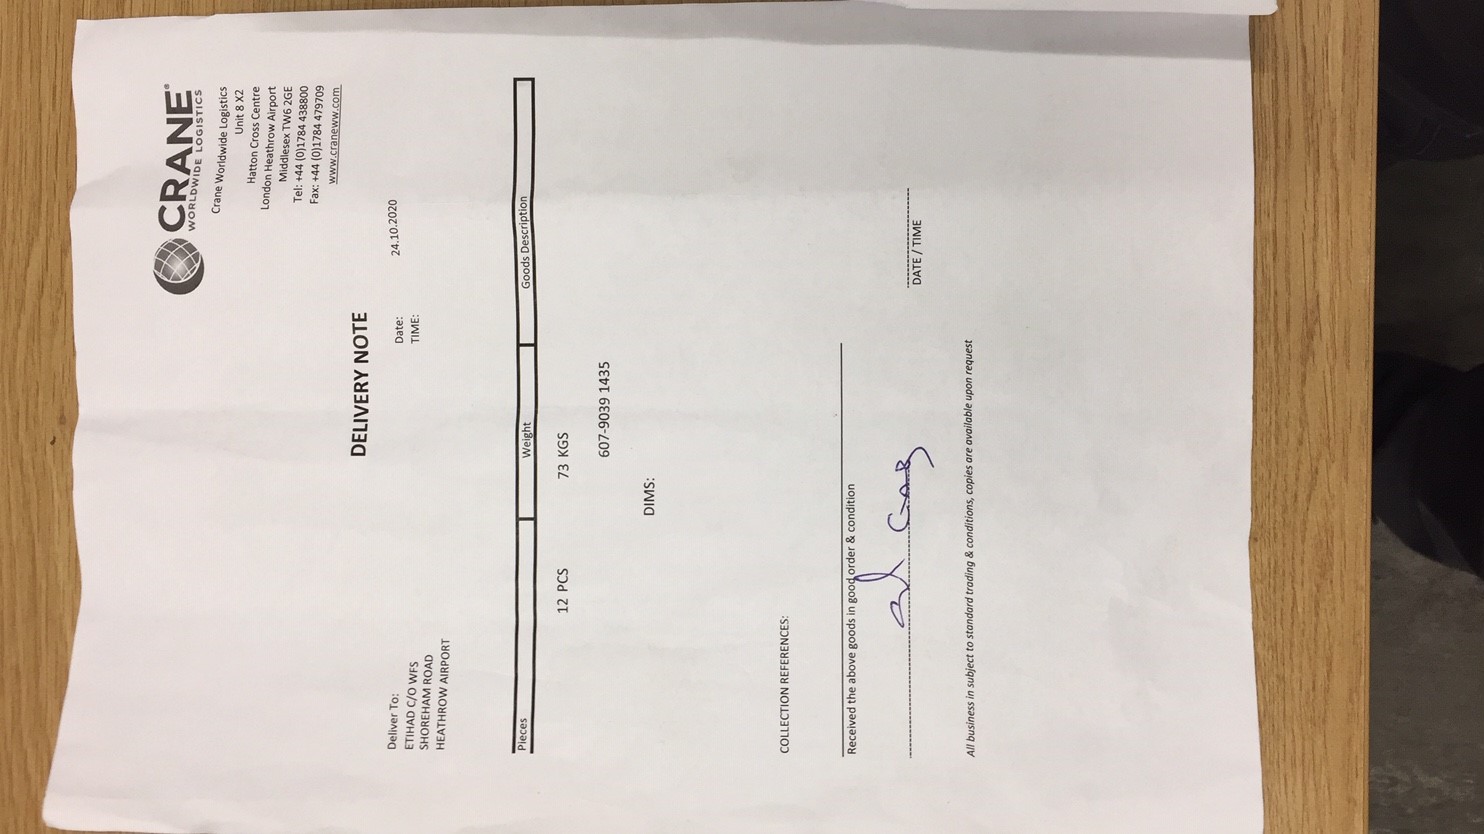 CRANE®
WORLDWIDE LOGISTICS
Crane Worldwide Logistics
Unit 8 X2
Hatton Cross Centre
London Heathrow Airport
Middlesex TW6 2GE
Tel: +44 (0)1784 438800
Fax: +44 (0)1784 479709
www.craneww.com
DELIVERY NOTE
Deliver To:
ETIHAD C/O WFS
SHOREHAM ROAD
HEATHROW AIRPORT
Date: 24.10.2020
TIME:
Pieces Weight Goods Description
12 PCS 73 KGS
607-9039 1435
DIMS:
COLLECTION REFERENCES:
Received the above goods in good order & condition
DATE / TIME
All business in subject to standard trading & conditions, copies are available upon request